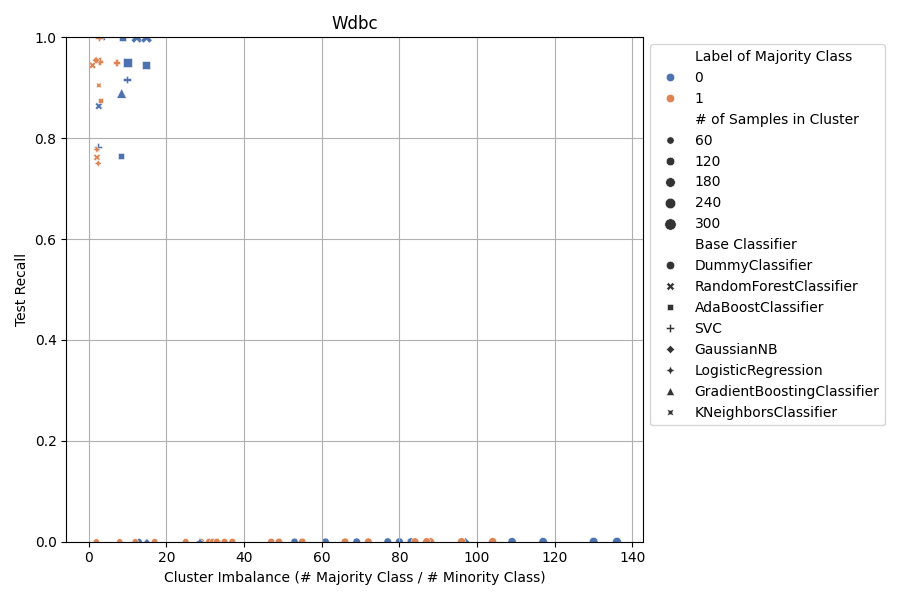 Wdbc
1.0
0.8
0.6
0.4
0.2
0.0
Test Recall
0 20 40 60 80 100 120 140
Cluster Imbalance (# Majority Class / # Minority Class)
Label of Majority Class
0
1
# of Samples in Cluster
60
120
180
240
300
Base Classifier
DummyClassifier
RandomForestClassifier
AdaBoostClassifier
SVC
GaussianNB
LogisticRegression
GradientBoostingClassifier
KNeighborsClassifier